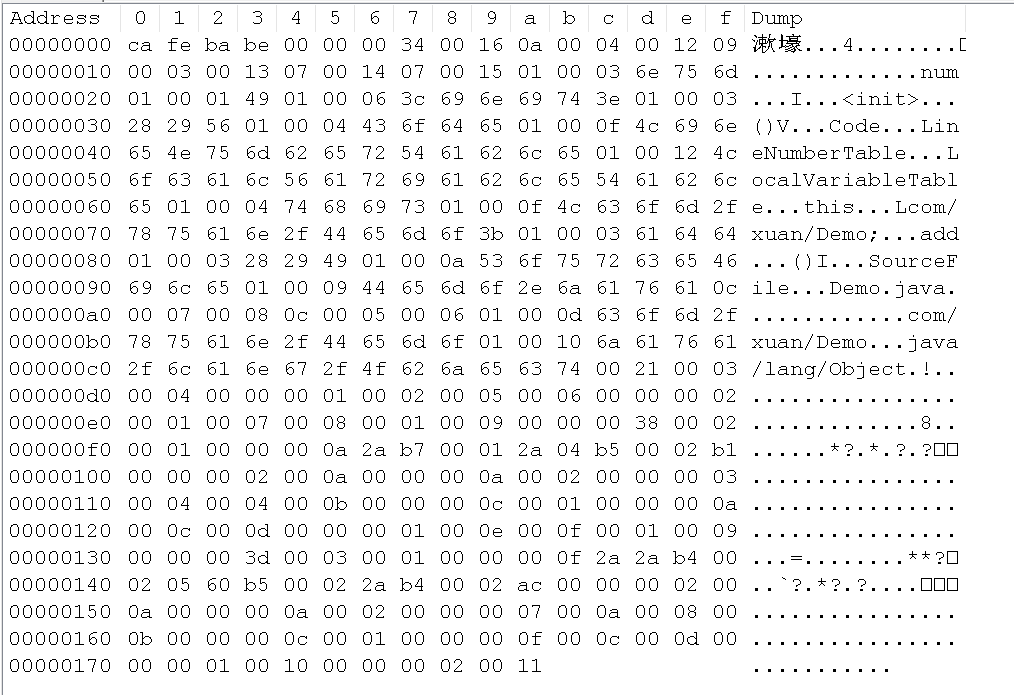 Address 0 1 2 3 4 5 6 7 8 9 a b c d e f Dump
00000000 ca fe ba be 00 00 00 34 00 16 0a 00 04 00 12 09 漱壕...4........□
00000010 00 03 00 13 07 00 14 07 00 15 01 00 03 6e 75 6d .............num
00000020 01 00 01 49 01 00 06 3c 69 6e 69 74 3e 01 00 03 ...I...<init>...
00000030 28 29 56 01 00 04 43 6f 64 65 01 00 0f 4c 69 6e ()V...Code...Lin
00000040 65 4e 75 6d 62 65 72 54 61 62 6c 65 01 00 12 4c eNumberTable...L
00000050 6f 63 61 6c 56 61 72 69 61 62 6c 65 54 61 62 6c ocalVariableTabl
00000060 65 01 00 04 74 68 69 73 01 00 0f 4c 63 6f 6d 2f e...this...Lcom/
00000070 78 75 61 6e 2f 44 65 6d 6f 3b 01 00 03 61 64 64 xuan/Demo;...add
00000080 01 00 03 28 29 49 01 00 0a 53 6f 75 72 63 65 46 ...()I...SourceF
00000090 69 6c 65 01 00 09 44 65 6d 6f 2e 6a 61 76 61 0c ile...Demo.java.
000000a0 00 07 00 08 0c 00 05 00 06 01 00 0d 63 6f 6d 2f ............com/
000000b0 78 75 61 6e 2f 44 65 6d 6f 01 00 10 6a 61 76 61 xuan/Demo...java
000000c0 2f 6c 61 6e 67 2f 4f 62 6a 65 63 74 00 21 00 03 /lang/Object.!..
000000d0 00 04 00 00 00 01 00 02 00 05 00 06 00 00 00 02 ................
000000e0 00 01 00 07 00 08 00 01 00 09 00 00 00 38 00 02 .............8..
000000f0 00 01 00 00 00 0a 2a b7 00 01 2a 04 b5 00 02 b1 ......*?.*.?.?□□
00000100 00 00 00 02 00 0a 00 00 00 0a 00 02 00 00 00 03 ................
00000110 00 04 00 04 00 0b 00 00 00 0c 00 01 00 00 00 0a ................
00000120 00 0c 00 0d 00 00 00 01 00 0e 00 0f 00 01 00 09 ................
00000130 00 00 00 3d 00 03 00 01 00 00 00 0f 2a 2a b4 00 ...=........**?□
00000140 02 05 60 b5 00 02 2a b4 00 02 ac 00 00 00 02 00 ..`?.*?.?....□□□
00000150 0a 00 00 00 0a 00 02 00 00 00 07 00 0a 00 08 00 ................
00000160 0b 00 00 00 0c 00 01 00 00 00 0f 00 0c 00 0d 00 ................
00000170 00 00 01 00 10 00 00 00 02 00 11 ...........